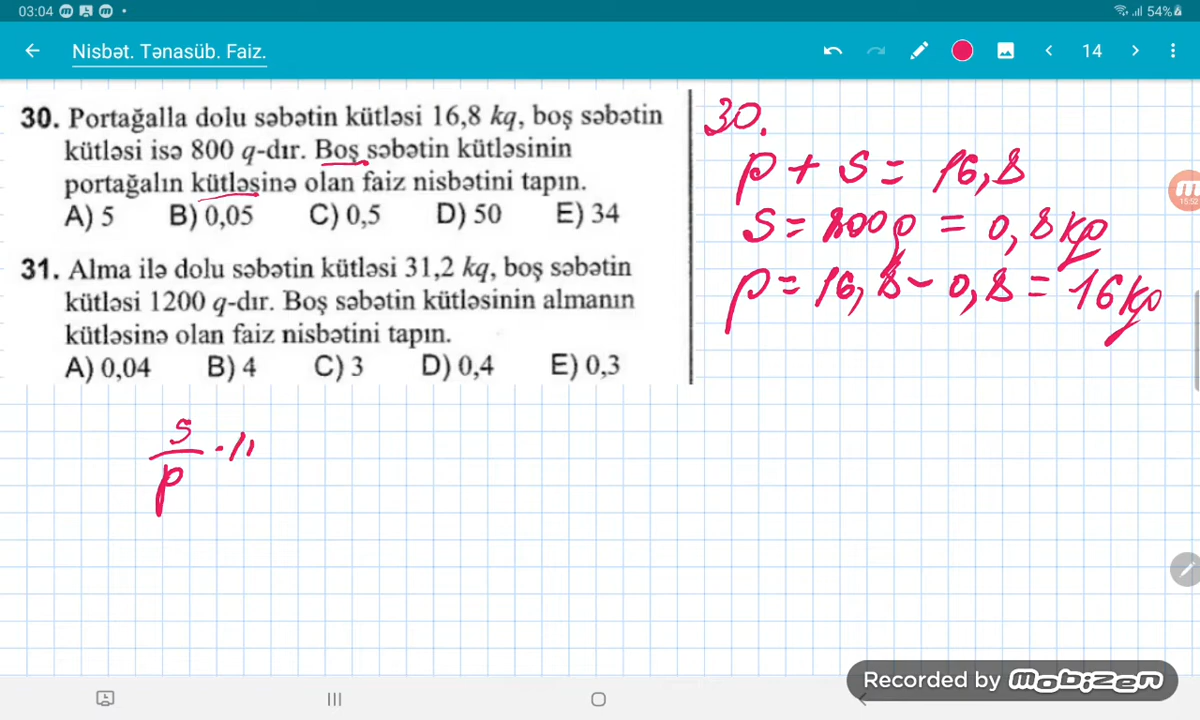 03:04
54%
Nisbət. Tənasüb. Faiz.
14
30. Portağalla dolu səbətin kütləsi 16,8 kq, boş səbətin
kütləsi isə 800 q-dır. Boş səbətin kütləsinin
portağalın kütləsinə olan faiz nisbətini tapın.
A) 5 B) 0,05 C) 0,5 D) 50 E) 34
31. Alma ilə dolu səbətin kütləsi 31,2 kq, boş səbətin
kütləsi 1200 q-dır. Boş səbətin kütləsinin almanın
kütləsinə olan faiz nisbətini tapın.
A) 0,04 B) 4 C) 3 D) 0,4 E) 0,3
30.
p + s = 16,8
s = 800q = 0,8 kq
p = 16,8 - 0,8 = 16 kq
s
p
Recorded by mobizen